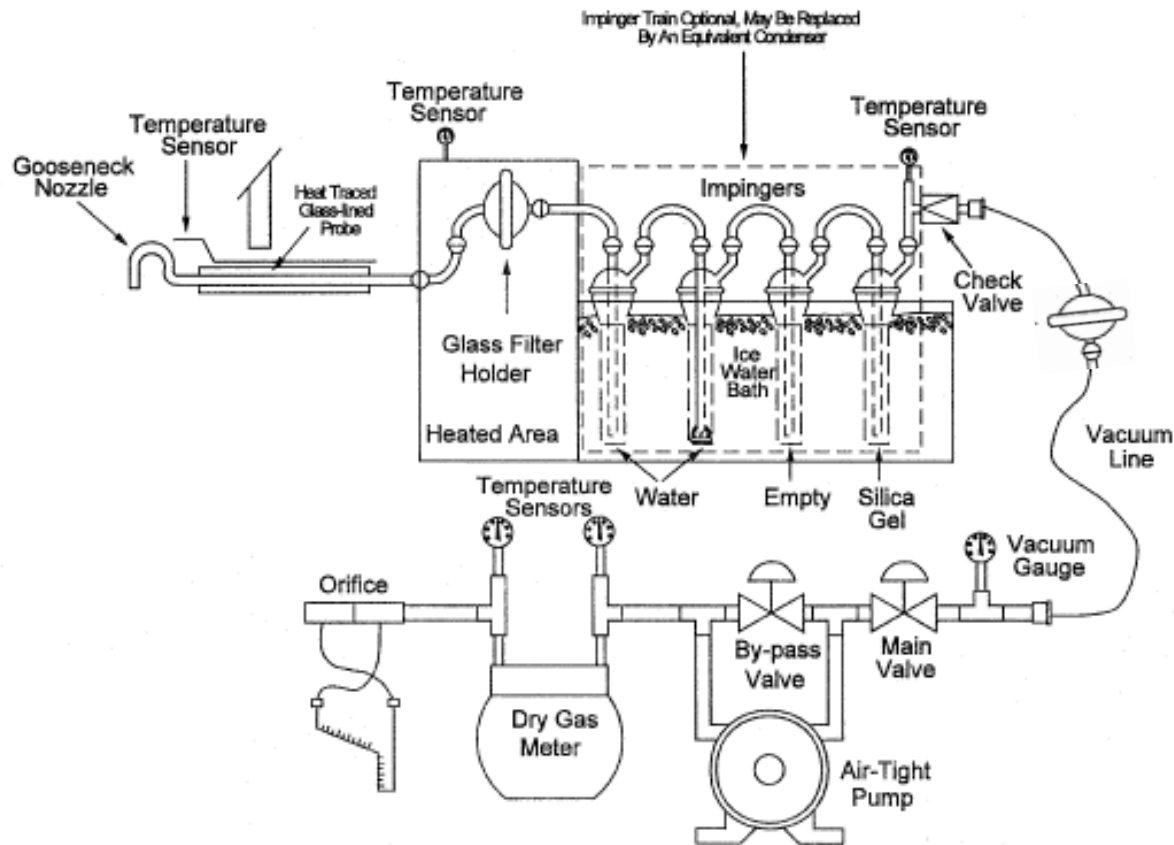 Impinger Train Optional, May Be Replaced
By An Equivalent Condenser
Temperature
Sensor
Temperature
Sensor
Temperature
Sensor
Gooseneck
Nozzle
Heat Traced
Glass-lined
Probe
Impingers
Check
Valve
Glass Filter
Holder
Ice
Water
Bath
Heated Area
Vacuum
Line
Water
Empty
Silica
Gel
Temperature
Sensors
Vacuum
Gauge
Orifice
By-pass
Valve
Main
Valve
Dry Gas
Meter
Air-Tight
Pump